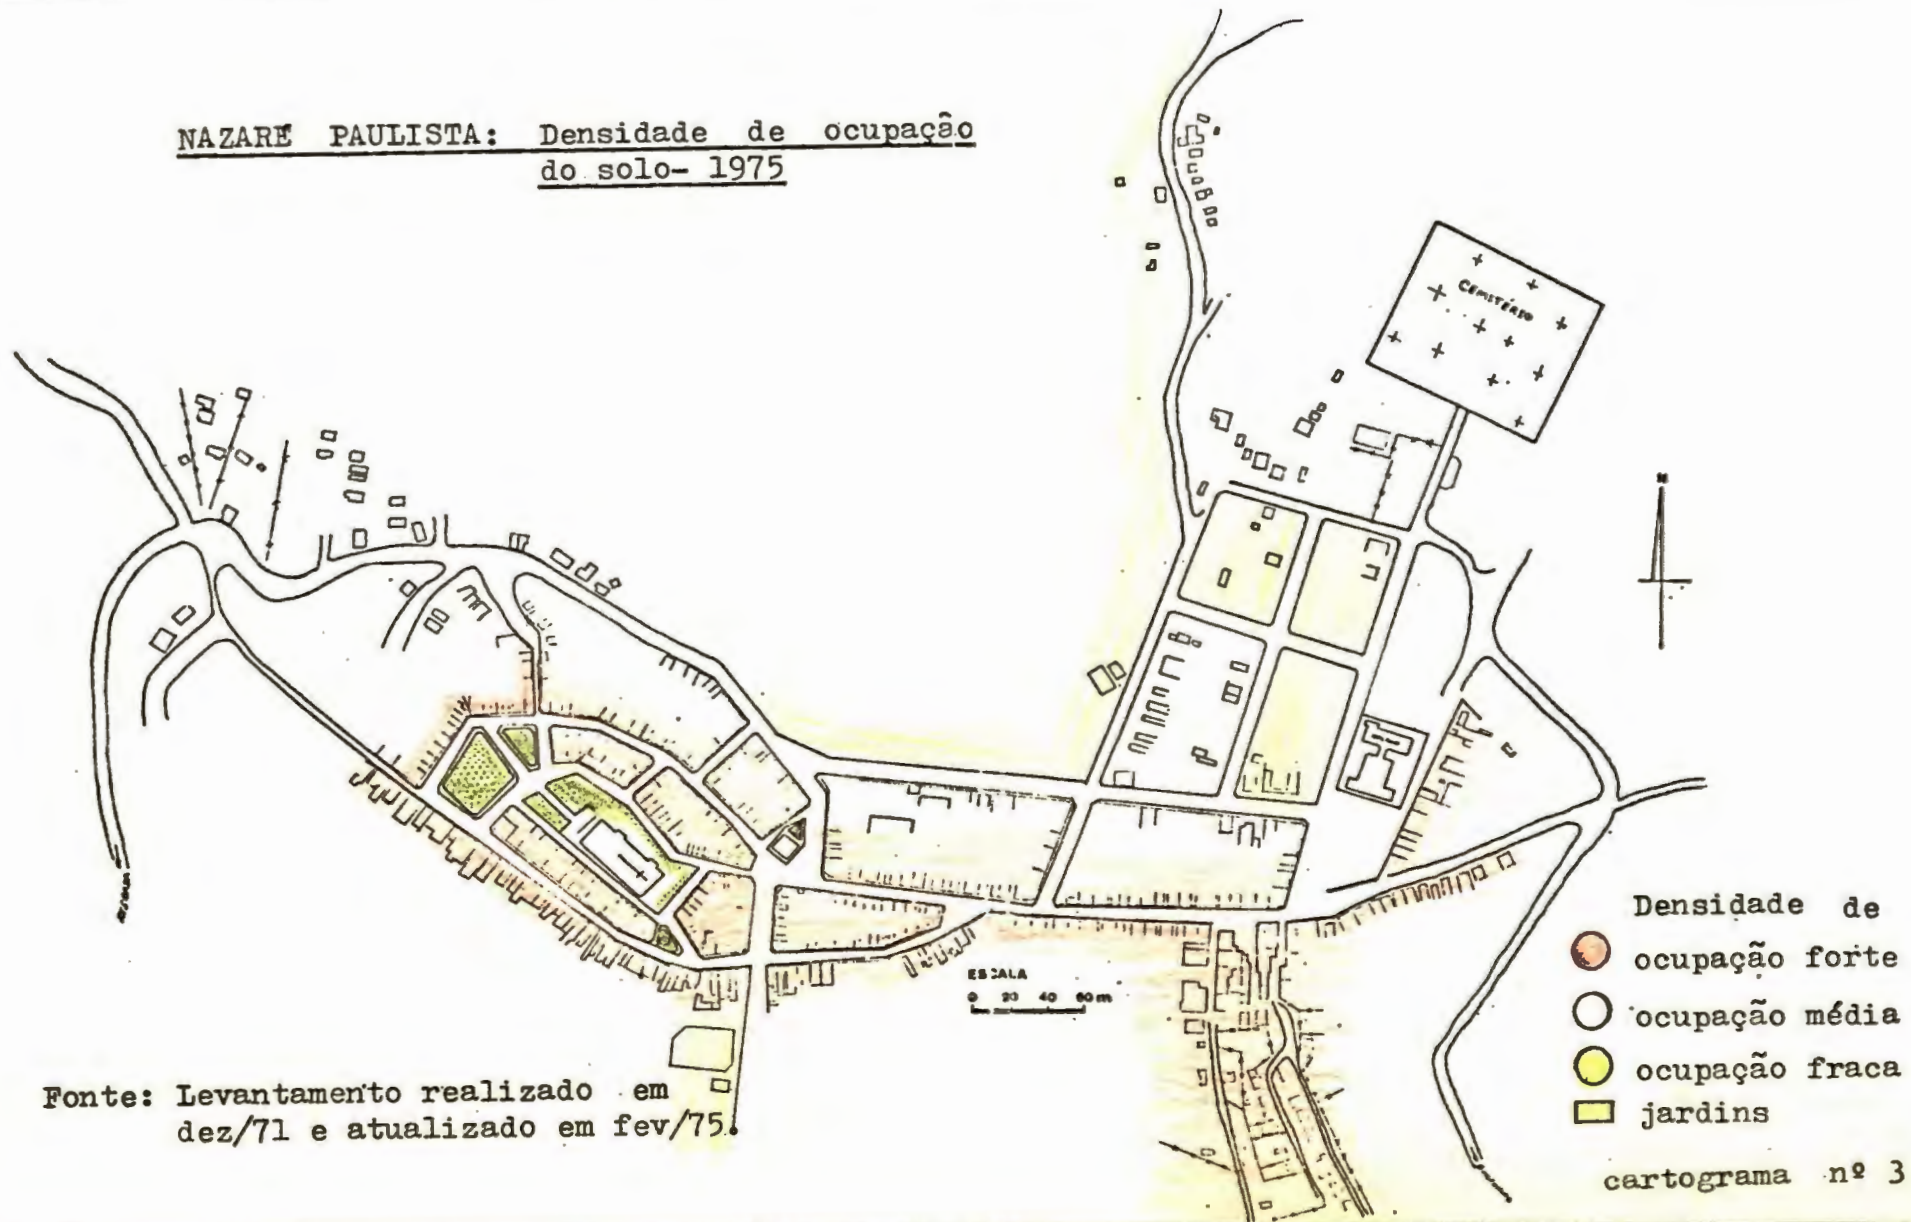 NAZARÉ PAULISTA: Densidade de ocupação
do solo- 1975
CEMITÉRIO
N
ESCALA
0 20 40 60m
Densidade de
ocupação forte
ocupação média
ocupação fraca
jardins
Fonte: Levantamento realizado em
dez/71 e atualizado em fev/75.
cartograma nº 3